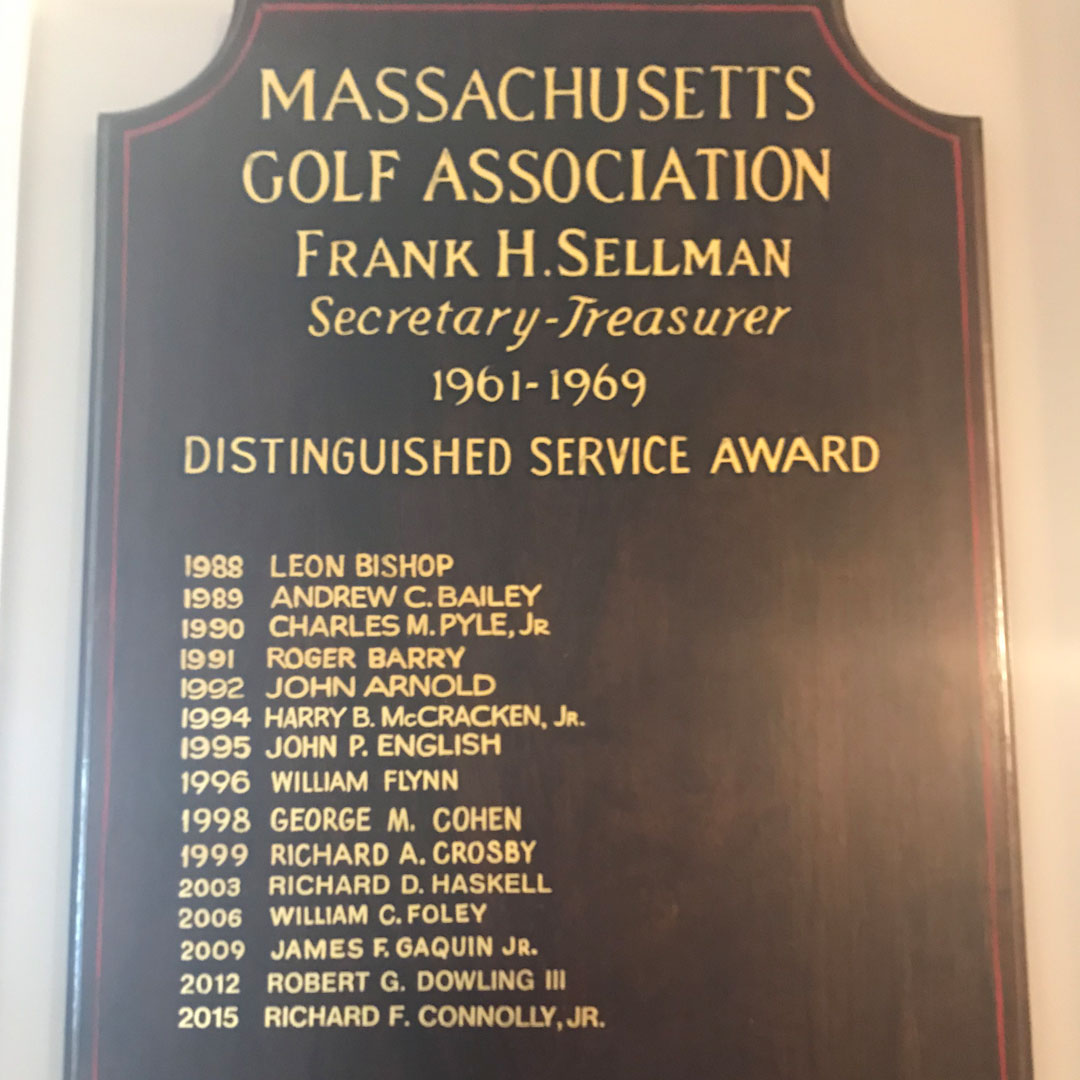 MASSACHUSETTS
GOLF ASSOCIATION
FRANK H. SELLMAN
Secretary-Treasurer
1961-1969
DISTINGUISHED SERVICE AWARD
1988 LEON BISHOP
1989 ANDREW C. BAILEY
1990 CHARLES M. PYLE, JR
1991 ROGER BARRY
1992 JOHN ARNOLD
1994 HARRY B. McCRACKEN, JR.
1995 JOHN P. ENGLISH
1996 WILLIAM FLYNN
1998 GEORGE M. COHEN
1999 RICHARD A. CROSBY
2003 RICHARD D. HASKELL
2006 WILLIAM C. FOLEY
2009 JAMES F. GAQUIN JR.
2012 ROBERT G. DOWLING III
2015 RICHARD F. CONNOLLY, JR.